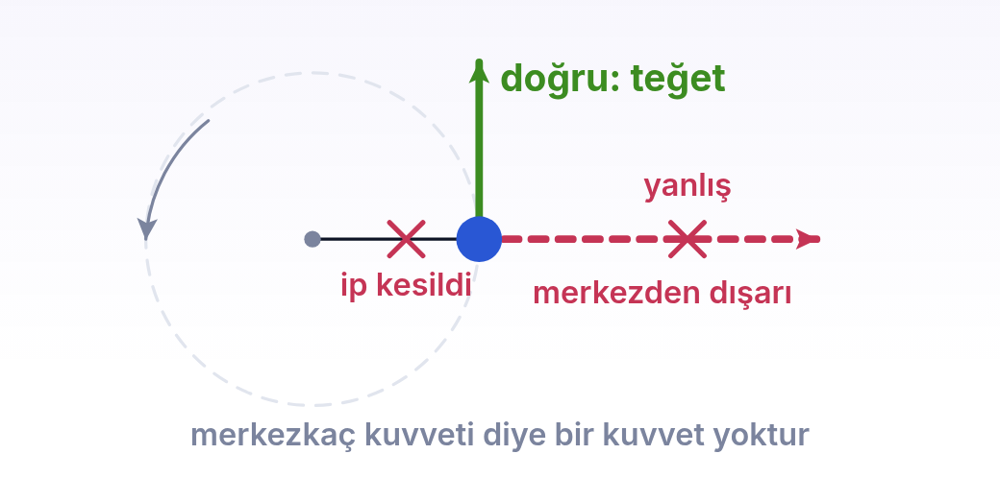 doğru: teğet
yanlış
ip kesildi
merkezden dışarı
merkezkaç kuvveti diye bir kuvvet yoktur